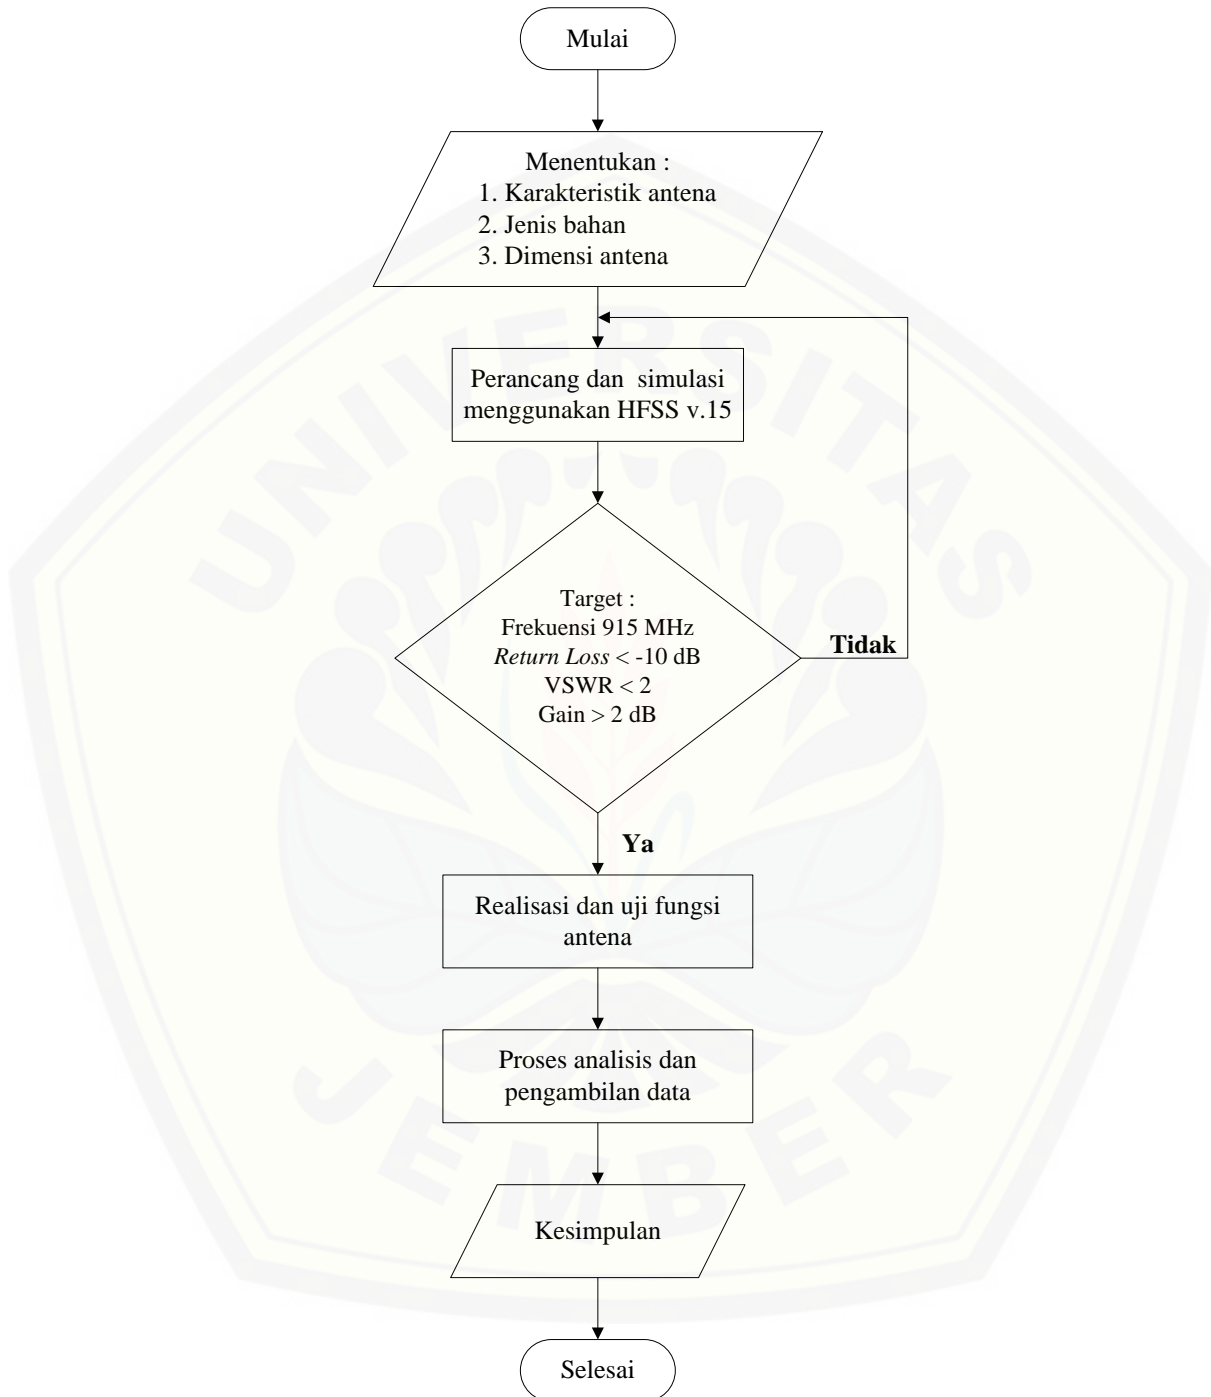 Mulai
Menentukan :
1. Karakteristik antena
2. Jenis bahan
3. Dimensi antena
Perancang dan simulasi
menggunakan HFSS v.15
Target :
Frekuensi 915 MHz
Return Loss < -10 dB
VSWR < 2
Gain > 2 dB
Tidak
Ya
Realisasi dan uji fungsi
antena
Proses analisis dan
pengambilan data
Kesimpulan
Selesai
UNIVERSITAS
JEMBER